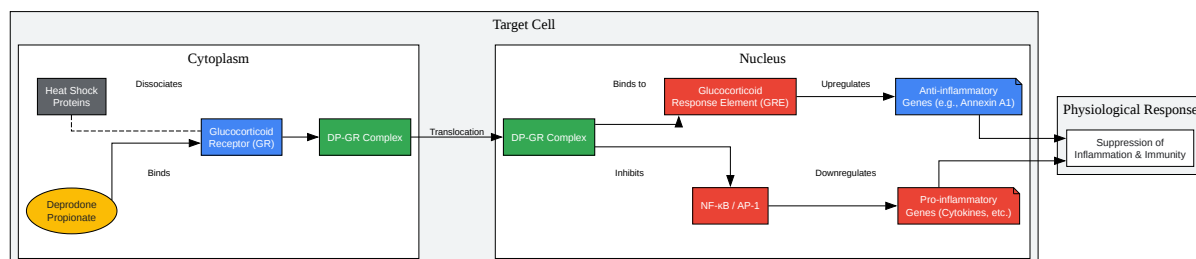 Target Cell
Cytoplasm
Heat Shock
Proteins
Dissociates
Glucocorticoid
Receptor (GR)
DP-GR Complex
Binds
Deprodone
Propionate
Translocation
Nucleus
DP-GR Complex
Binds to
Glucocorticoid
Response Element (GRE)
Upregulates
Anti-inflammatory
Genes (e.g., Annexin A1)
Inhibits
NF-κB / AP-1
Downregulates
Pro-inflammatory
Genes (Cytokines, etc.)
Physiological Response
Suppression of
Inflammation & Immunity